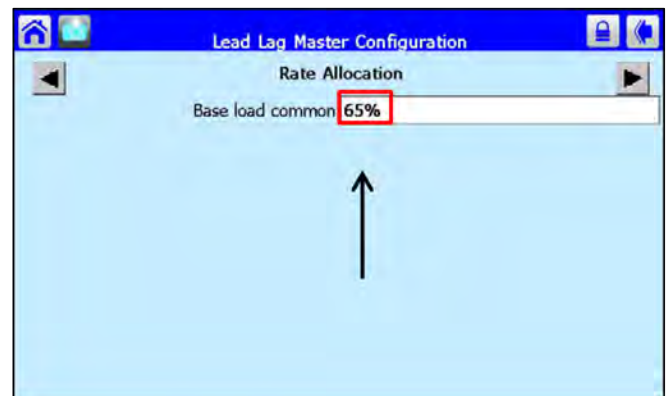 Lead Lag Master Configuration
Rate Allocation
Base load common 65%